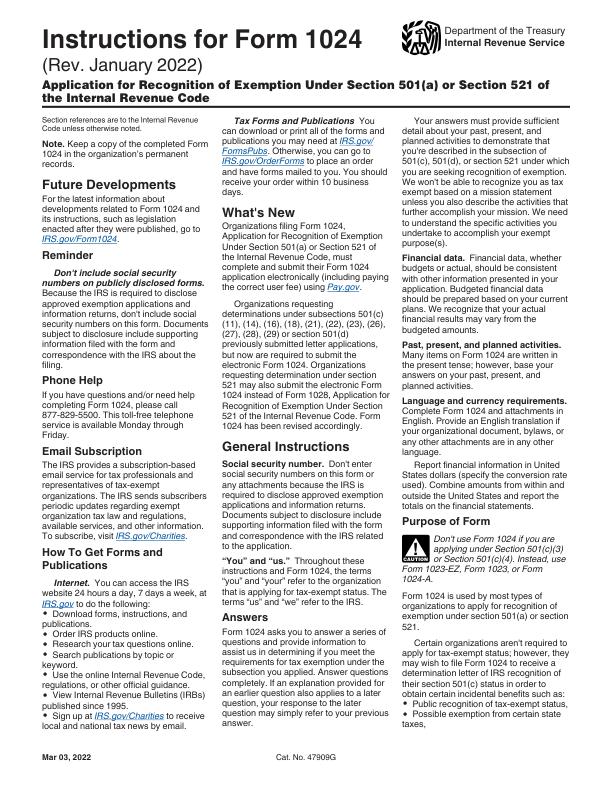 Instructions for Form 1024
(Rev. January 2022)
Department of the Treasury
Internal Revenue Service
Application for Recognition of Exemption Under Section 501(a) or Section 521 of
the Internal Revenue Code
Section references are to the Internal Revenue
Code unless otherwise noted.
Note. Keep a copy of the completed Form
1024 in the organization's permanent
records.
Future Developments
For the latest information about
developments related to Form 1024 and
its instructions, such as legislation
enacted after they were published, go to
IRS.gov/Form1024.
Reminder
Don't include social security
numbers on publicly disclosed forms.
Because the IRS is required to disclose
approved exemption applications and
information returns, don't include social
security numbers on this form. Documents
subject to disclosure include supporting
information filed with the form and
correspondence with the IRS about the
filing.
Phone Help
If you have questions and/or need help
completing Form 1024, please call
877-829-5500. This toll-free telephone
service is available Monday through
Friday.
Email Subscription
The IRS provides a subscription-based
email service for tax professionals and
representatives of tax-exempt
organizations. The IRS sends subscribers
periodic updates regarding exempt
organization tax law and regulations,
available services, and other information.
To subscribe, visit IRS.gov/Charities.
How To Get Forms and
Publications
Internet. You can access the IRS
website 24 hours a day, 7 days a week, at
IRS.gov to do the following:
• Download forms, instructions, and
publications.
• Order IRS products online.
• Research your tax questions online.
• Search publications by topic or
keyword.
• Use the online Internal Revenue Code,
regulations, or other official guidance.
• View Internal Revenue Bulletins (IRBs)
published since 1995.
• Sign up at IRS.gov/Charities to receive
local and national tax news by email.
Tax Forms and Publications You
can download or print all of the forms and
publications you may need at IRS.gov/
FormsPubs. Otherwise, you can go to
IRS.gov/OrderForms to place an order
and have forms mailed to you. You should
receive your order within 10 business
days.
What's New
Organizations filing Form 1024,
Application for Recognition of Exemption
Under Section 501(a) or Section 521 of
the Internal Revenue Code, must
complete and submit their Form 1024
application electronically (including paying
the correct user fee) using Pay.gov.
Organizations requesting
determinations under subsections 501(c)
(11), (14), (16), (18), (21), (22), (23), (26),
(27), (28), (29) or section 501(d)
previously submitted letter applications,
but now are required to submit the
electronic Form 1024. Organizations
requesting determination under section
521 may also submit the electronic Form
1024 instead of Form 1028, Application for
Recognition of Exemption Under Section
521 of the Internal Revenue Code. Form
1024 has been revised accordingly.
General Instructions
Social security number. Don't enter
social security numbers on this form or
any attachments because the IRS is
required to disclose approved exemption
applications and information returns.
Documents subject to disclosure include
supporting information filed with the form
and correspondence with the IRS related
to the application.
“You” and “us.” Throughout these
instructions and Form 1024, the terms
“you” and “your” refer to the organization
that is applying for tax-exempt status. The
terms “us” and “we” refer to the IRS.
Answers
Form 1024 asks you to answer a series of
questions and provide information to
assist us in determining if you meet the
requirements for tax exemption under the
subsection you applied. Answer questions
completely. If an explanation provided for
an earlier question also applies to a later
question, your response to the later
question may simply refer to your previous
answer.
Your answers must provide sufficient
detail about your past, present, and
planned activities to demonstrate that
you're described in the subsection of
501(c), 501(d), or section 521 under which
you are seeking recognition of exemption.
We won't be able to recognize you as tax
exempt based on a mission statement
unless you also describe the activities that
further accomplish your mission. We need
to understand the specific activities you
undertake to accomplish your exempt
purpose(s).
Financial data. Financial data, whether
budgets or actual, should be consistent
with other information presented in your
application. Budgeted financial data
should be prepared based on your current
plans. We recognize that your actual
financial results may vary from the
budgeted amounts.
Past, present, and planned activities.
Many items on Form 1024 are written in
the present tense; however, base your
answers on your past, present, and
planned activities.
Language and currency requirements.
Complete Form 1024 and attachments in
English. Provide an English translation if
your organizational document, bylaws, or
any other attachments are in any other
language.
Report financial information in United
States dollars (specify the conversion rate
used). Combine amounts from within and
outside the United States and report the
totals on the financial statements.
Purpose of Form
CAUTION
Don't use Form 1024 if you are
applying under Section 501(c)(3)
or Section 501(c)(4). Instead, use
Form 1023-EZ, Form 1023, or Form
1024-A.
Form 1024 is used by most types of
organizations to apply for recognition of
exemption under section 501(a) or section
521.
Certain organizations aren't required to
apply for tax-exempt status; however, they
may wish to file Form 1024 to receive a
determination letter of IRS recognition of
their section 501(c) status in order to
obtain certain incidental benefits such as:
• Public recognition of tax-exempt status,
• Possible exemption from certain state
taxes,
Mar 03, 2022
Cat. No. 47909G